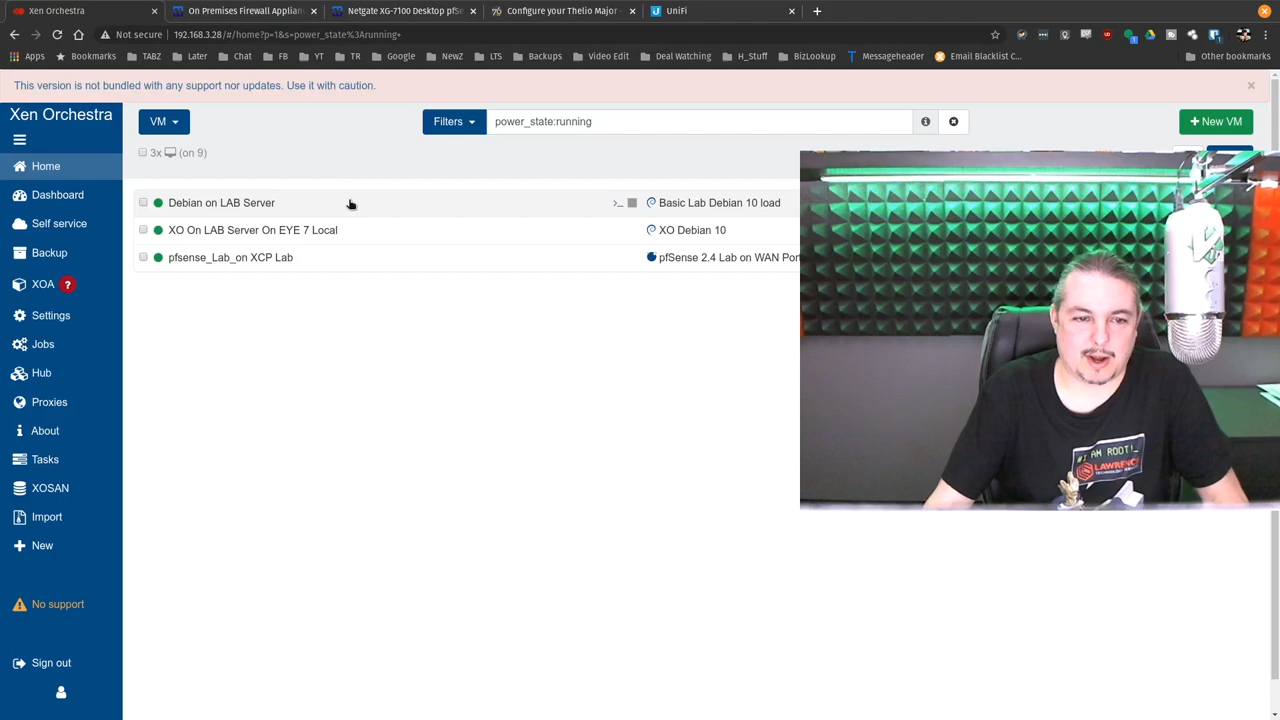 Xen Orchestra
On Premises Firewall Applian
Netgate XG-7100 Desktop pfSe
Configure your Thelio Major -
UniFi
Not secure
192.168.3.28/#/home?p=1&s=power_state%3Arunning+
Apps
Bookmarks
TABZ
Later
Chat
FB
YT
TR
Google
NewZ
LTS
Backups
Video Edit
Deal Watching
H_Stuff
BizLookup
Messageheader
Email Blacklist C...
Other bookmarks
This version is not bundled with any support nor updates. Use it with caution.
Xen Orchestra
VM
Filters
power_state:running
+ New VM
3x (on 9)
Home
Dashboard
Self service
Backup
XOA ?
Settings
Jobs
Hub
Proxies
About
Tasks
XOSAN
Import
New
No support
Sign out
Debian on LAB Server
>_
Basic Lab Debian 10 load
XO On LAB Server On EYE 7 Local
XO Debian 10
pfsense_Lab_on XCP Lab
pfSense 2.4 Lab on WAN Por
#I AM ROOT!_
LAWRENCE